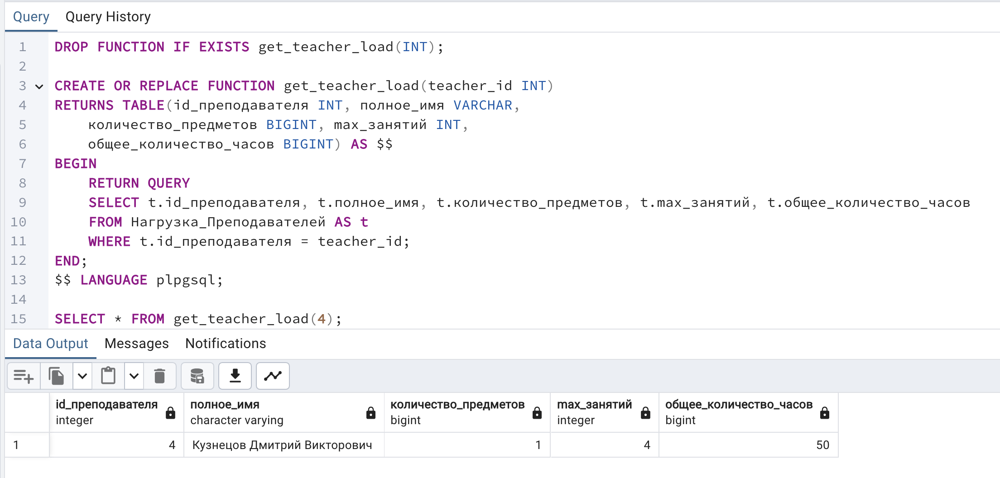 Query Query History
1 DROP FUNCTION IF EXISTS get_teacher_load(INT);
2
3 CREATE OR REPLACE FUNCTION get_teacher_load(teacher_id INT)
4 RETURNS TABLE(id_преподавателя INT, полное_имя VARCHAR,
5 количество_предметов BIGINT, max_занятий INT,
6 общее_количество_часов BIGINT) AS $$
7 BEGIN
8 RETURN QUERY
9 SELECT t.id_преподавателя, t.полное_имя, t.количество_предметов, t.max_занятий, t.общее_количество_часов
10 FROM Нагрузка_Преподавателей AS t
11 WHERE t.id_преподавателя = teacher_id;
12 END;
13 $$ LANGUAGE plpgsql;
14
15 SELECT * FROM get_teacher_load(4);
Data Output Messages Notifications
id_преподавателя полное_имя количество_предметов max_занятий общее_количество_часов
integer character varying bigint integer bigint
1 4 Кузнецов Дмитрий Викторович 1 4 50